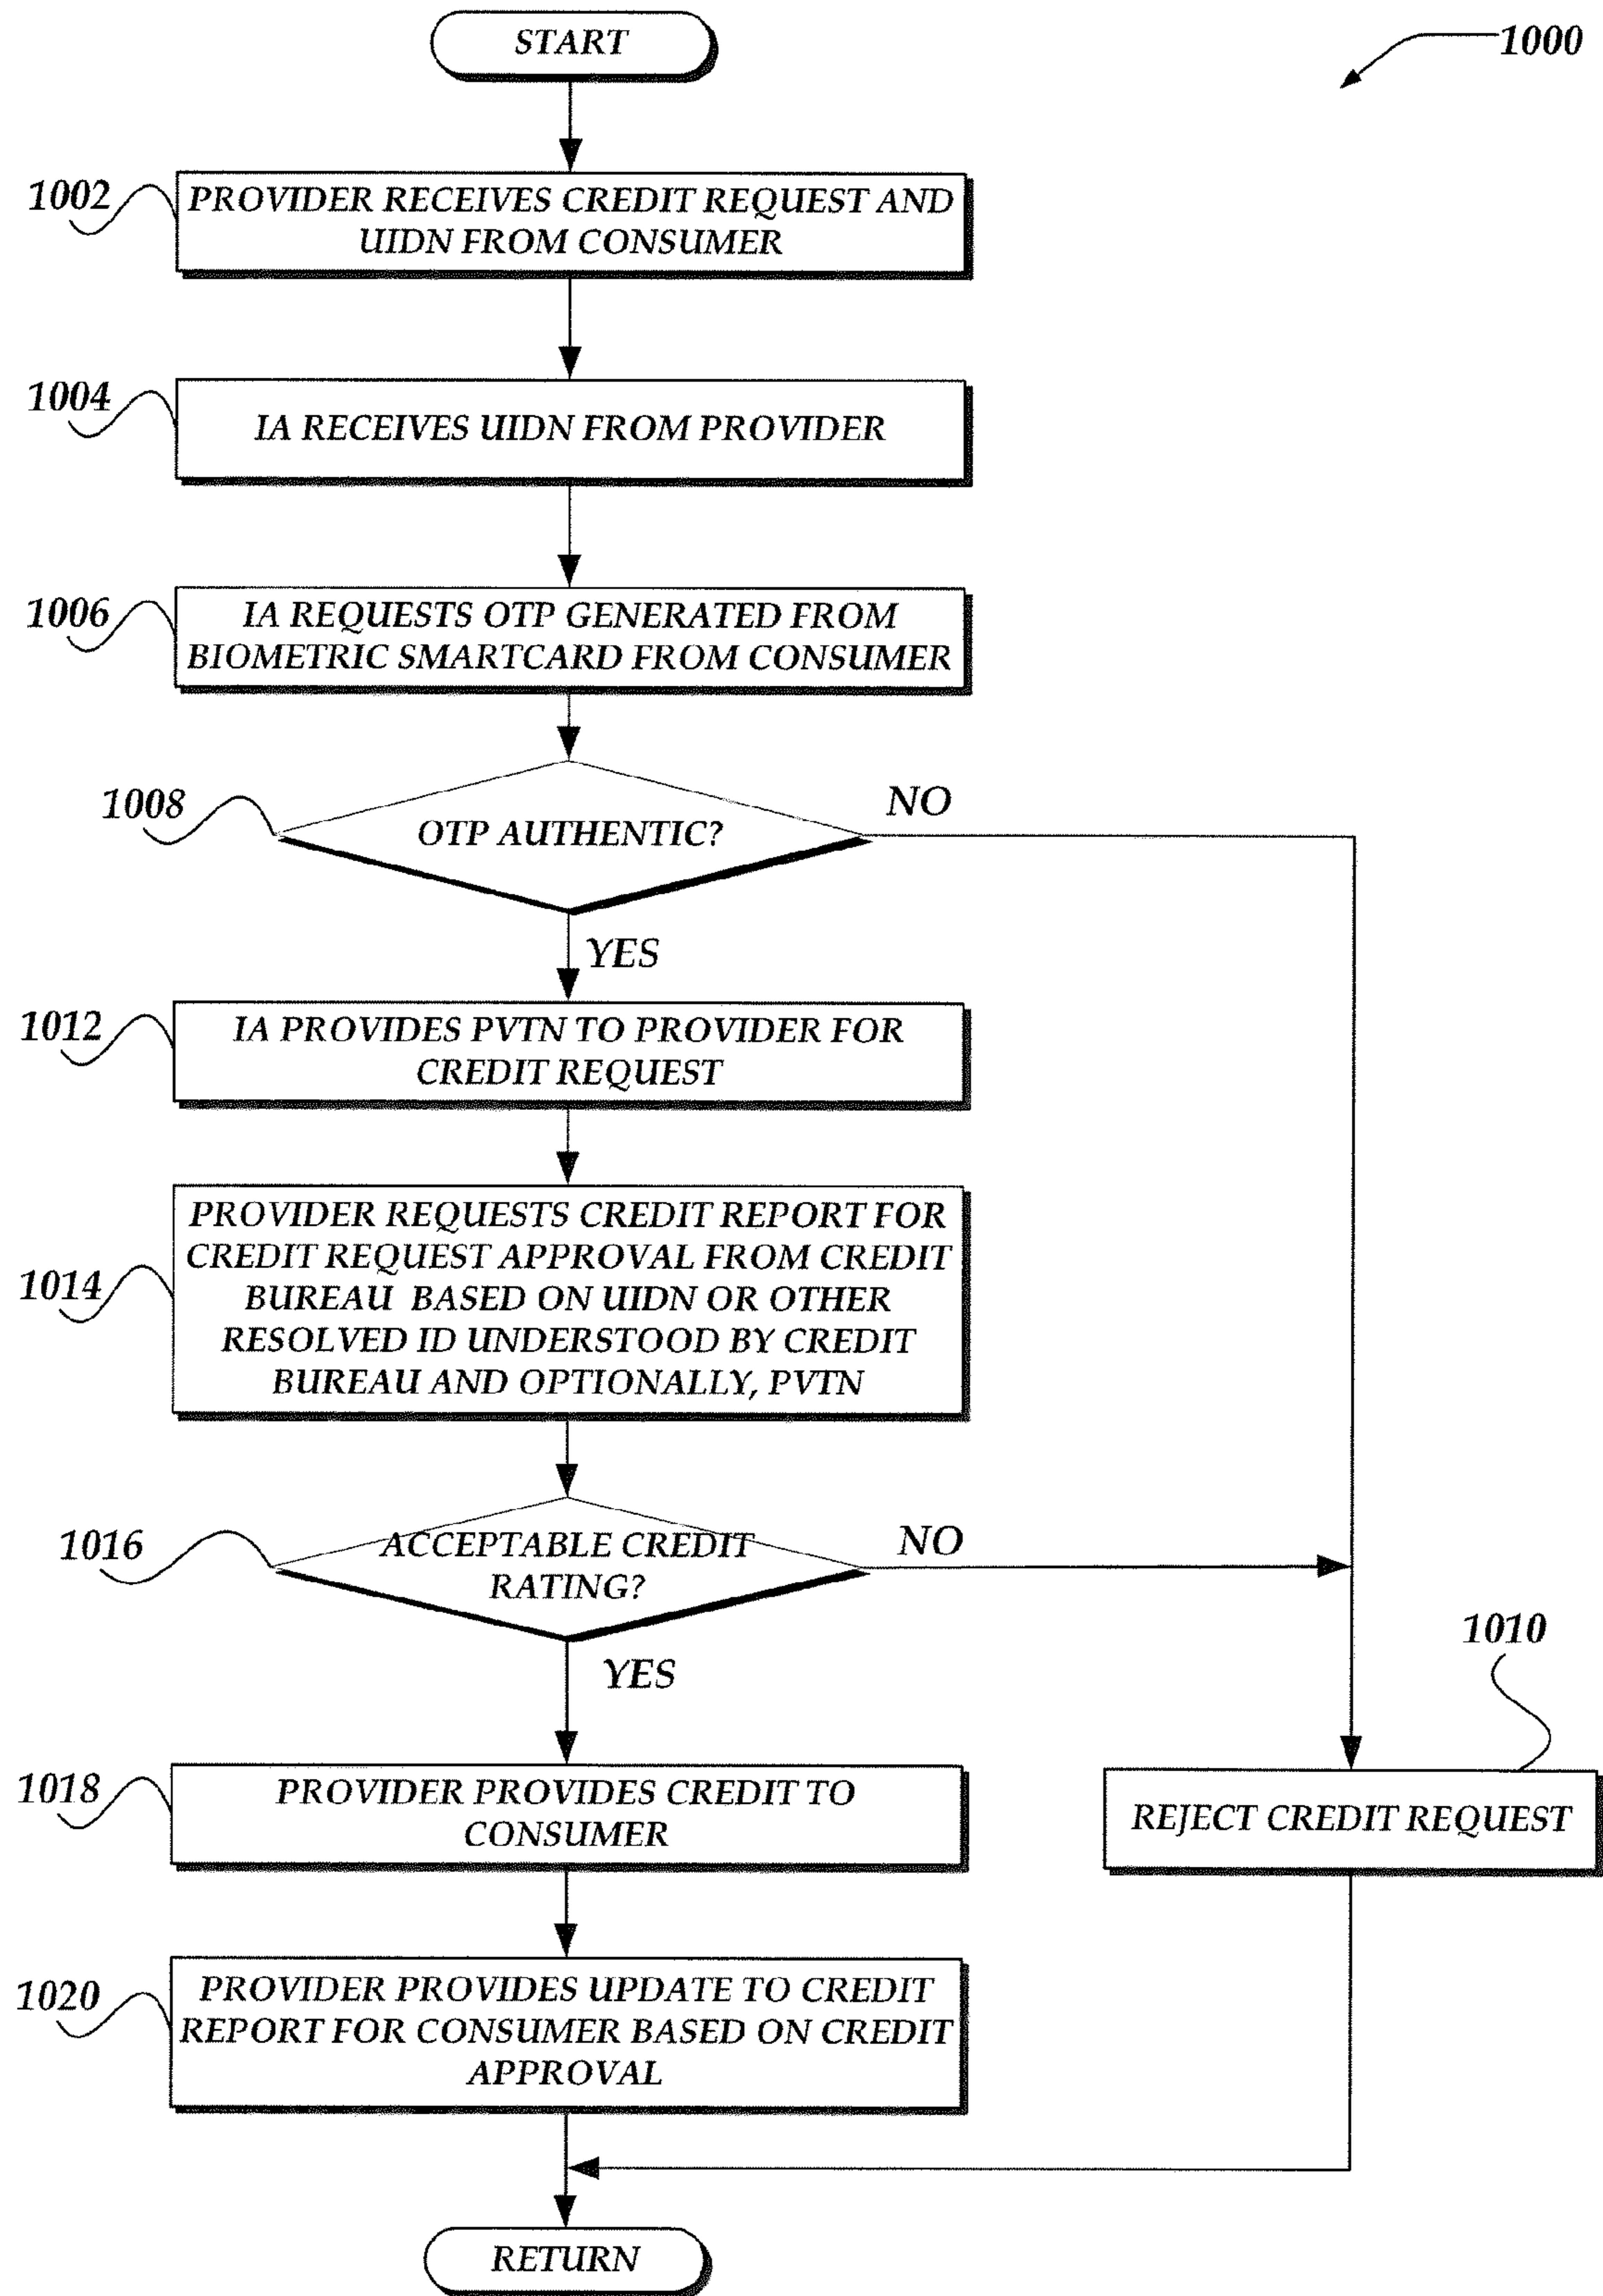 START
1000
1002
PROVIDER RECEIVES CREDIT REQUEST AND
UIDN FROM CONSUMER
1004
IA RECEIVES UIDN FROM PROVIDER
1006
IA REQUESTS OTP GENERATED FROM
BIOMETRIC SMARTCARD FROM CONSUMER
1008
OTP AUTHENTIC?
NO
YES
1012
IA PROVIDES PVTN TO PROVIDER FOR
CREDIT REQUEST
1014
PROVIDER REQUESTS CREDIT REPORT FOR
CREDIT REQUEST APPROVAL FROM CREDIT
BUREAU BASED ON UIDN OR OTHER
RESOLVED ID UNDERSTOOD BY CREDIT
BUREAU AND OPTIONALLY, PVTN
1016
ACCEPTABLE CREDIT
RATING?
NO
YES
1010
REJECT CREDIT REQUEST
1018
PROVIDER PROVIDES CREDIT TO
CONSUMER
1020
PROVIDER PROVIDES UPDATE TO CREDIT
REPORT FOR CONSUMER BASED ON CREDIT
APPROVAL
RETURN